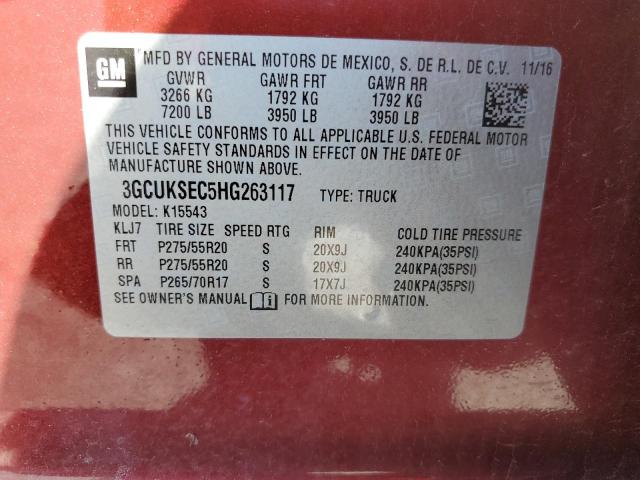 GM
MFD BY GENERAL MOTORS DE MEXICO, S. DE R.L. DE C.V. 11/16
GVWR GAWR FRT GAWR RR
3266 KG 1792 KG 1792 KG
7200 LB 3950 LB 3950 LB
THIS VEHICLE CONFORMS TO ALL APPLICABLE U.S. FEDERAL MOTOR
VEHICLE SAFETY STANDARDS IN EFFECT ON THE DATE OF
MANUFACTURE SHOWN ABOVE.
3GCUKSEC5HG263117 TYPE: TRUCK
MODEL: K15543
KLJ7 TIRE SIZE SPEED RTG RIM COLD TIRE PRESSURE
FRT P275/55R20 S 20X9J 240KPA(35PSI)
RR P275/55R20 S 20X9J 240KPA(35PSI)
SPA P265/70R17 S 17X7J 240KPA(35PSI)
SEE OWNER'S MANUAL FOR MORE INFORMATION.